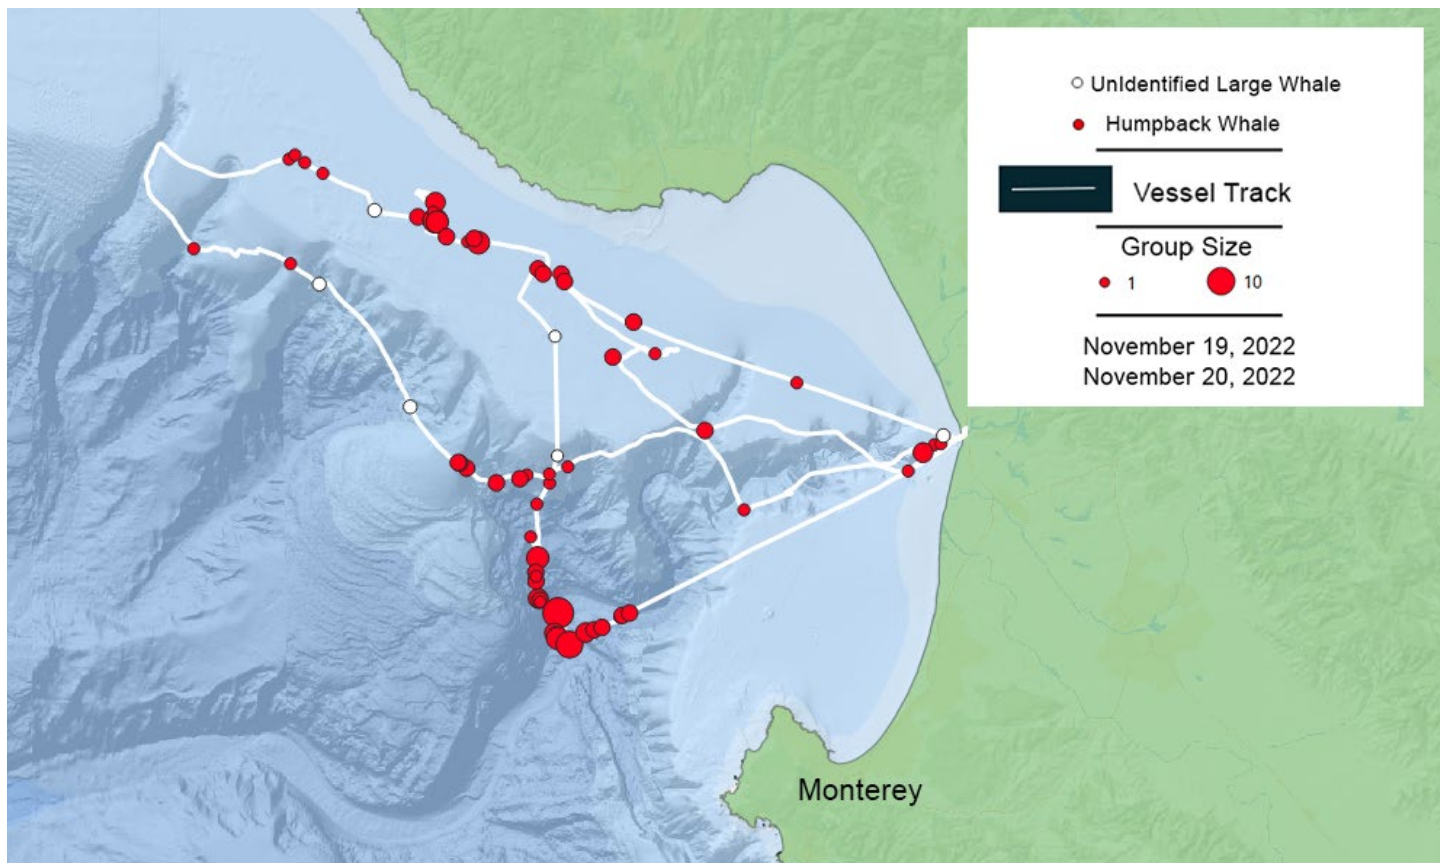 UnIdentified Large Whale
Humpback Whale
Vessel Track
Group Size
1 10
November 19, 2022
November 20, 2022
Monterey